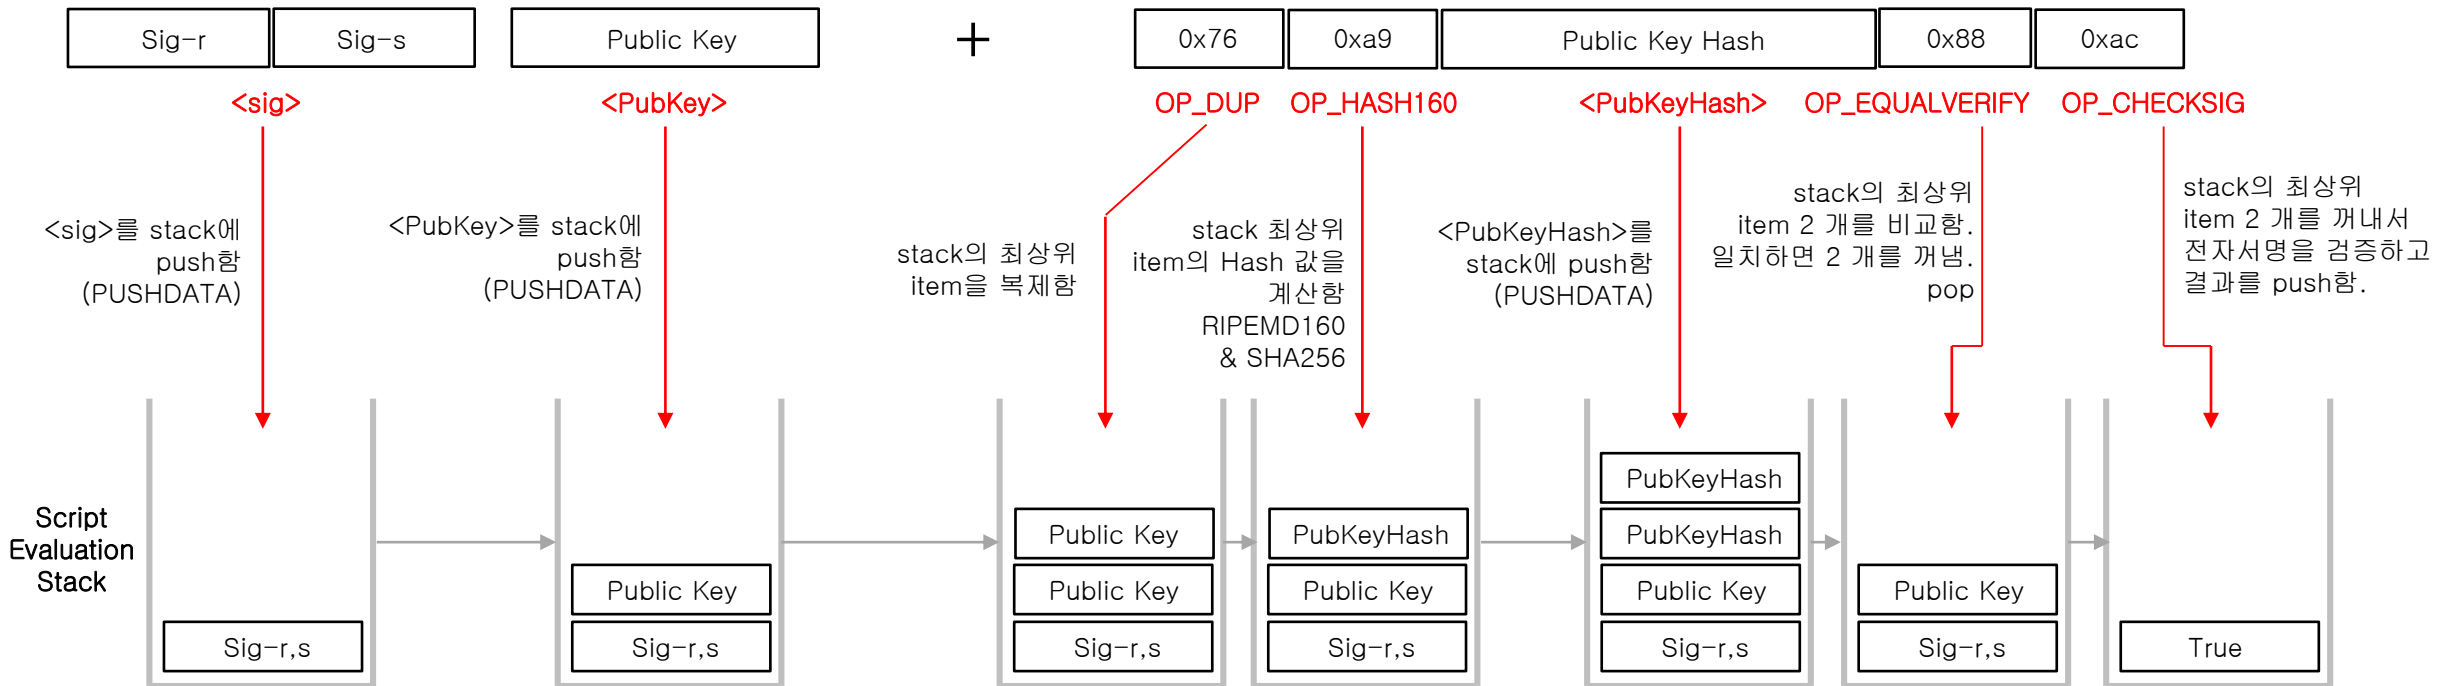 Sig-r
Sig-s
Public Key
+
0x76
0xa9
Public Key Hash
0x88
0xac
<sig>
<PubKey>
OP_DUP
OP_HASH160
<PubKeyHash>
OP_EQUALVERIFY
OP_CHECKSIG
<sig>를 stack에
push함
(PUSHDATA)
<PubKey>를 stack에
push함
(PUSHDATA)
stack의 최상위
item을 복제함
stack 최상위
item의 Hash 값을
계산함
RIPEMD160
& SHA256
<PubKeyHash>를
stack에 push함
(PUSHDATA)
stack의 최상위
item 2 개를 비교함.
일치하면 2 개를 꺼냄.
pop
stack의 최상위
item 2 개를 꺼내서
전자서명을 검증하고
결과를 push함.
Script
Evaluation
Stack
Sig-r,s
Public Key
Sig-r,s
Public Key
Public Key
Sig-r,s
PubKeyHash
Public Key
Sig-r,s
PubKeyHash
PubKeyHash
Public Key
Sig-r,s
Public Key
Sig-r,s
True